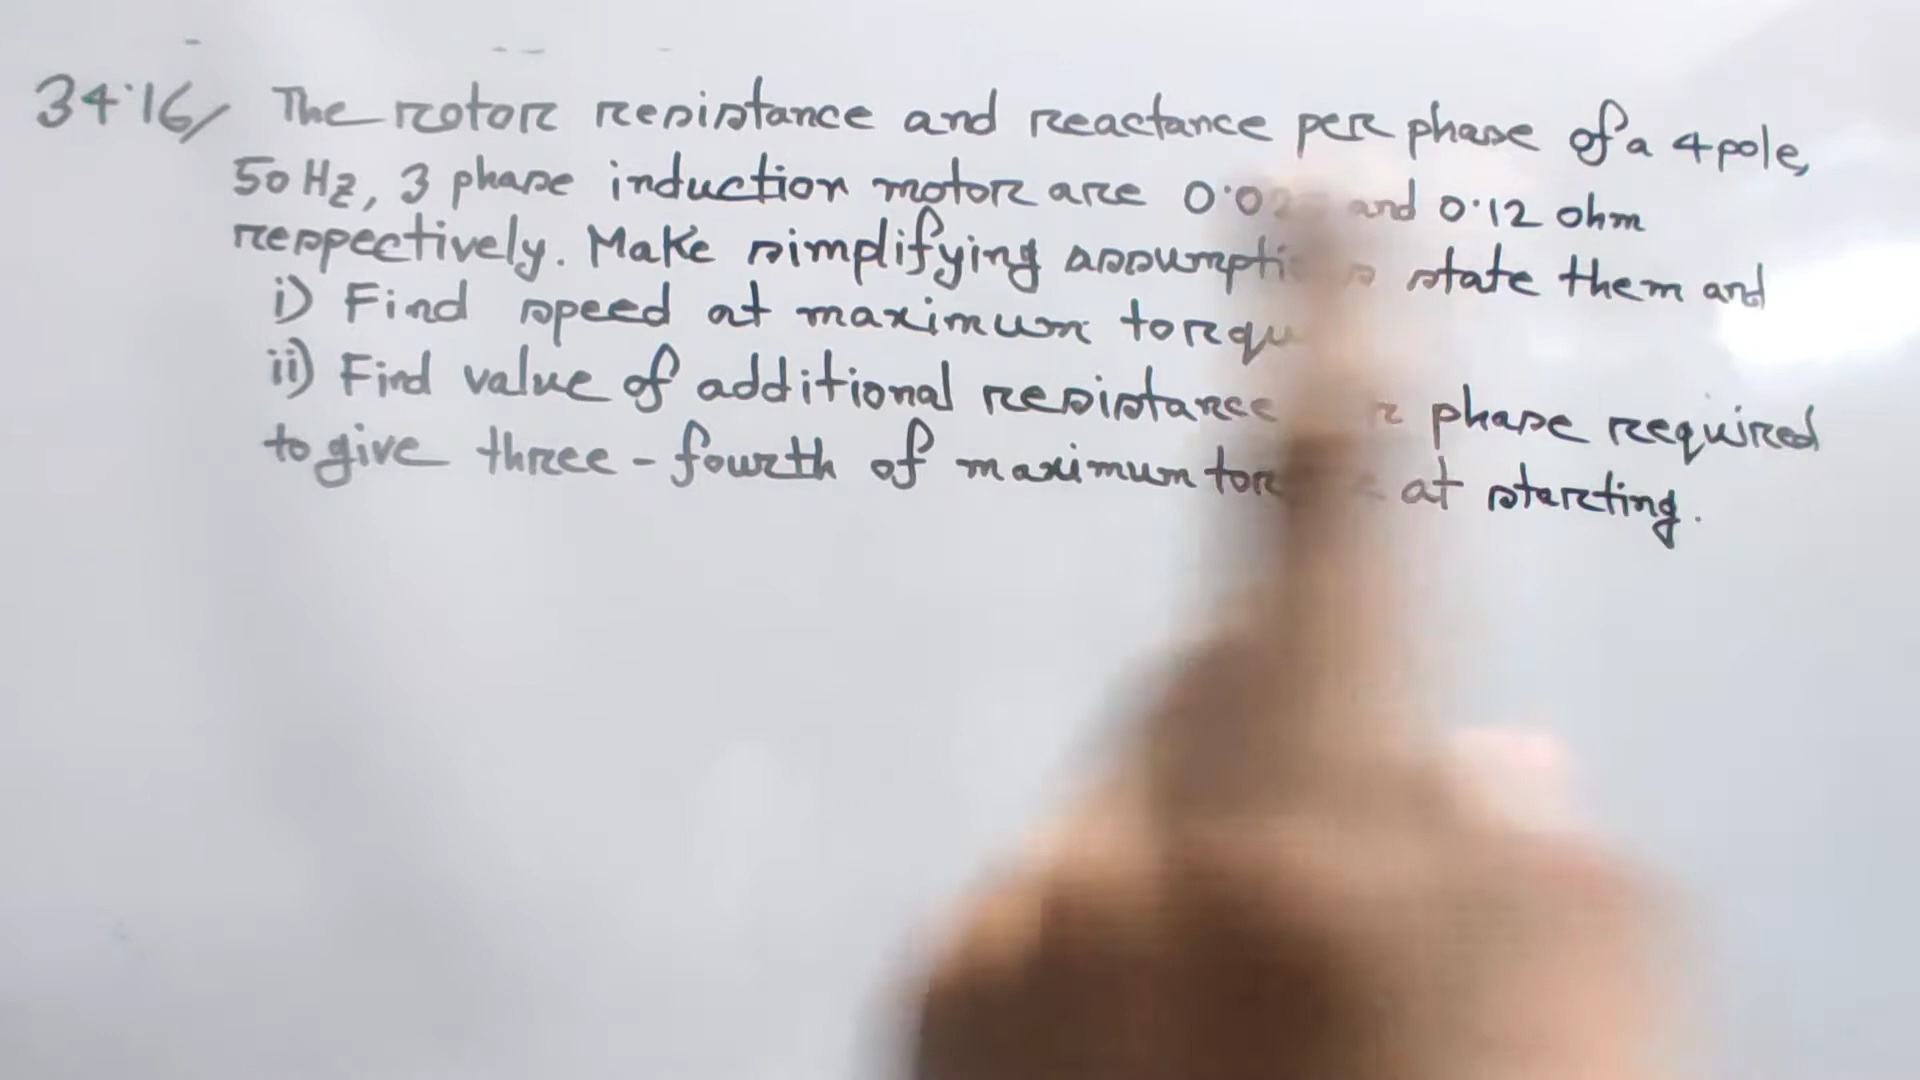 34.16/ The rotor resistance and reactance per phase of a 4 pole,
50 Hz, 3 phase induction motor are and 0.12 ohm
respectively. Make simplifying state them and
i) Find speed at maximum
ii) Find value of additional resistance phase required
to give three-fourth of maximum at starting.